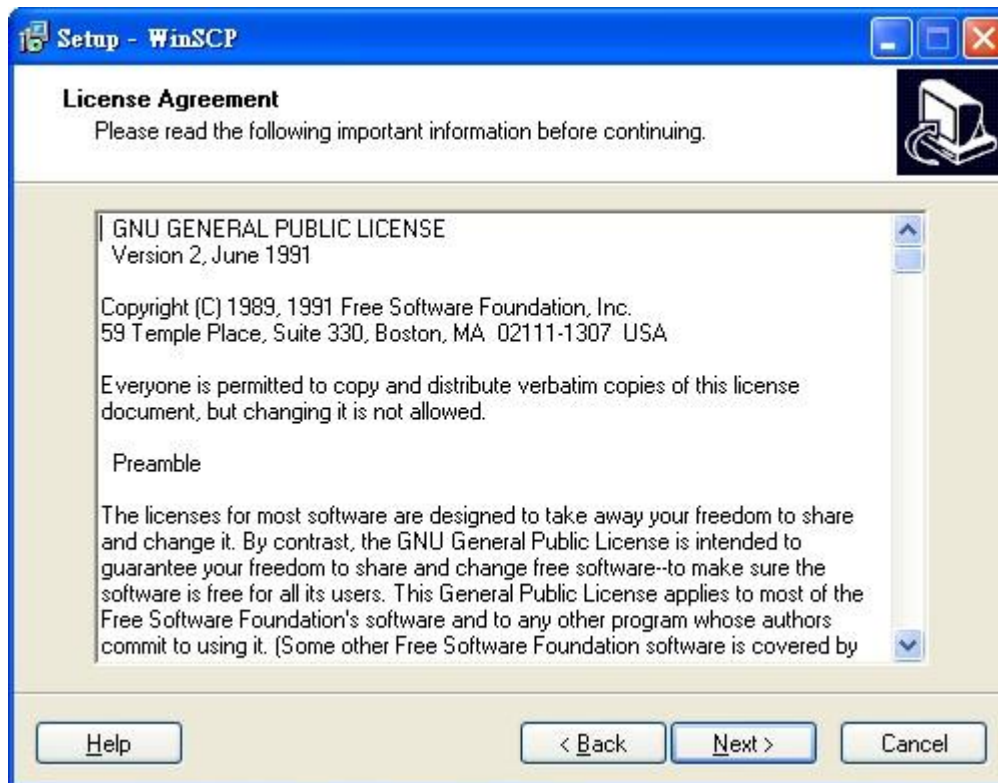 Setup - WinSCP
License Agreement
Please read the following important information before continuing.
GNU GENERAL PUBLIC LICENSE
Version 2, June 1991
Copyright (C) 1989, 1991 Free Software Foundation, Inc.
59 Temple Place, Suite 330, Boston, MA  02111-1307  USA
Everyone is permitted to copy and distribute verbatim copies of this license
document, but changing it is not allowed.
Preamble
The licenses for most software are designed to take away your freedom to share
and change it. By contrast, the GNU General Public License is intended to
guarantee your freedom to share and change free software--to make sure the
software is free for all its users. This General Public License applies to most of the
Free Software Foundation's software and to any other program whose authors
commit to using it. (Some other Free Software Foundation software is covered by
Help
< Back
Next >
Cancel